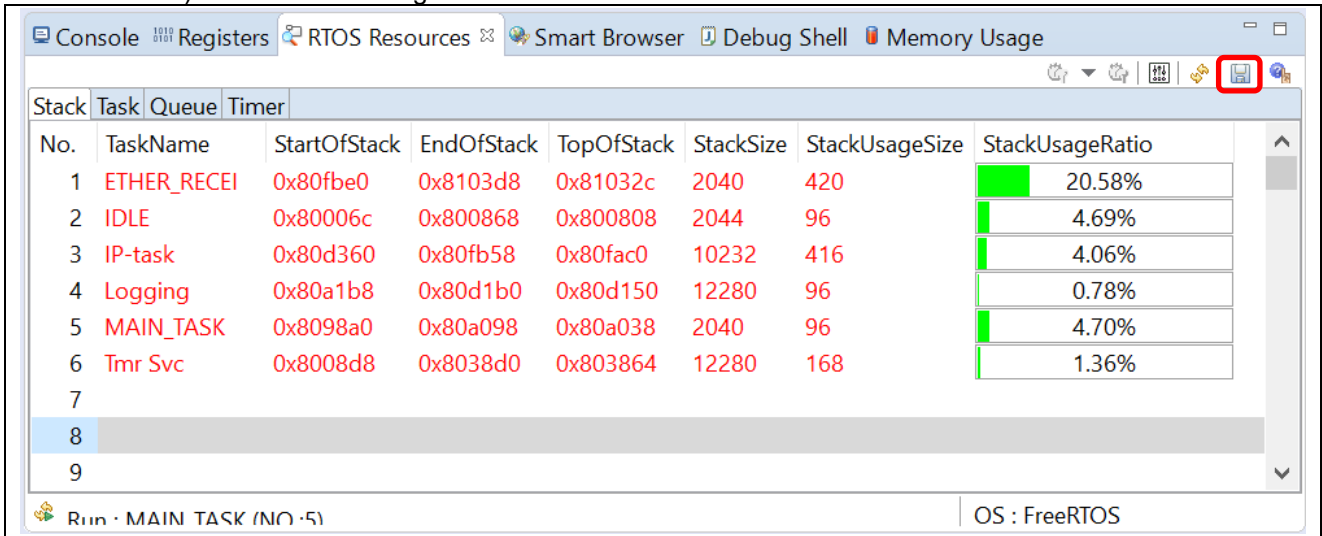 Console Registers RTOS Resources Smart Browser Debug Shell Memory Usage
Stack Task Queue Timer
No. TaskName StartOfStack EndOfStack TopOfStack StackSize StackUsageSize StackUsageRatio
1 ETHER_RECEI 0x80fbe0 0x8103d8 0x81032c 2040 420 20.58%
2 IDLE 0x80006c 0x800868 0x800808 2044 96 4.69%
3 IP-task 0x80d360 0x80fb58 0x80fac0 10232 416 4.06%
4 Logging 0x80a1b8 0x80d1b0 0x80d150 12280 96 0.78%
5 MAIN_TASK 0x8098a0 0x80a098 0x80a038 2040 96 4.70%
6 Tmr Svc 0x8008d8 0x8038d0 0x803864 12280 168 1.36%
7
8
9
Run : MAIN_TASK (NO.:5) OS : FreeRTOS